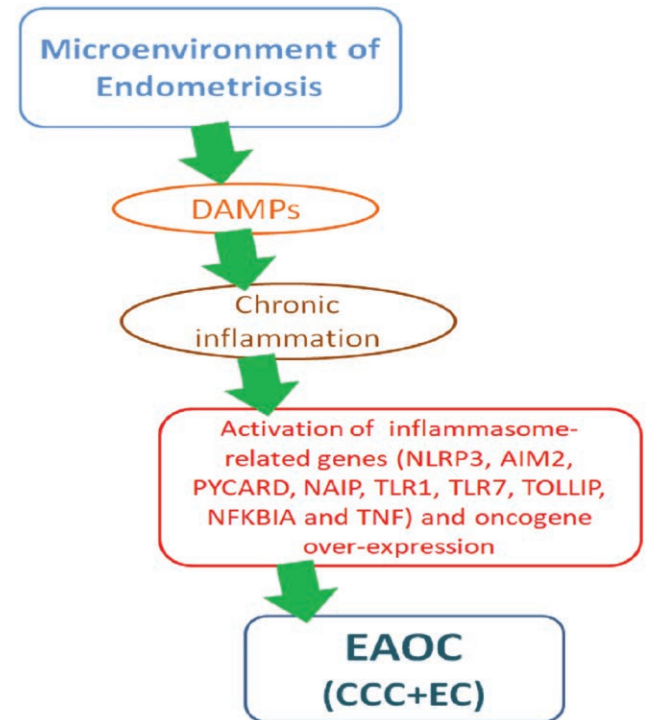 Microenvironment of
Endometriosis
DAMPs
Chronic
inflammation
Activation of inflammasome-
related genes (NLRP3, AIM2,
PYCARD, NAIP, TLR1, TLR7, TOLLIP,
NFKBIA and TNF) and oncogene
over-expression
EAOC
(CCC+EC)